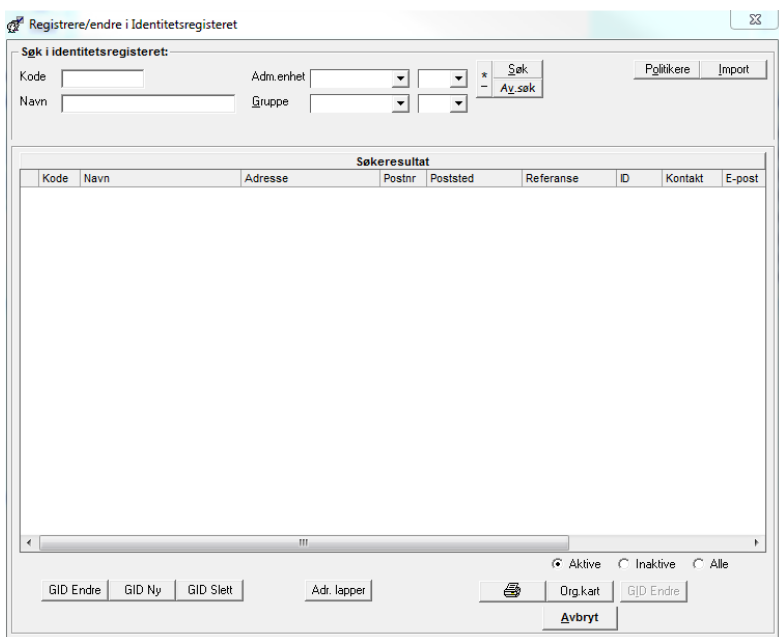 Registrere/endre i Identitetsregisteret
Søk i identitetsregisteret:
Kode Adm.enhet * Søk Politikere Import
Navn Gruppe – Av.søk
Søkeresultat
Kode Navn Adresse Postnr Poststed Referanse ID Kontakt E-post
Aktive Inaktive Alle
GID Endre GID Ny GID Slett Adr. lapper Org.kart GID Endre
Avbryt